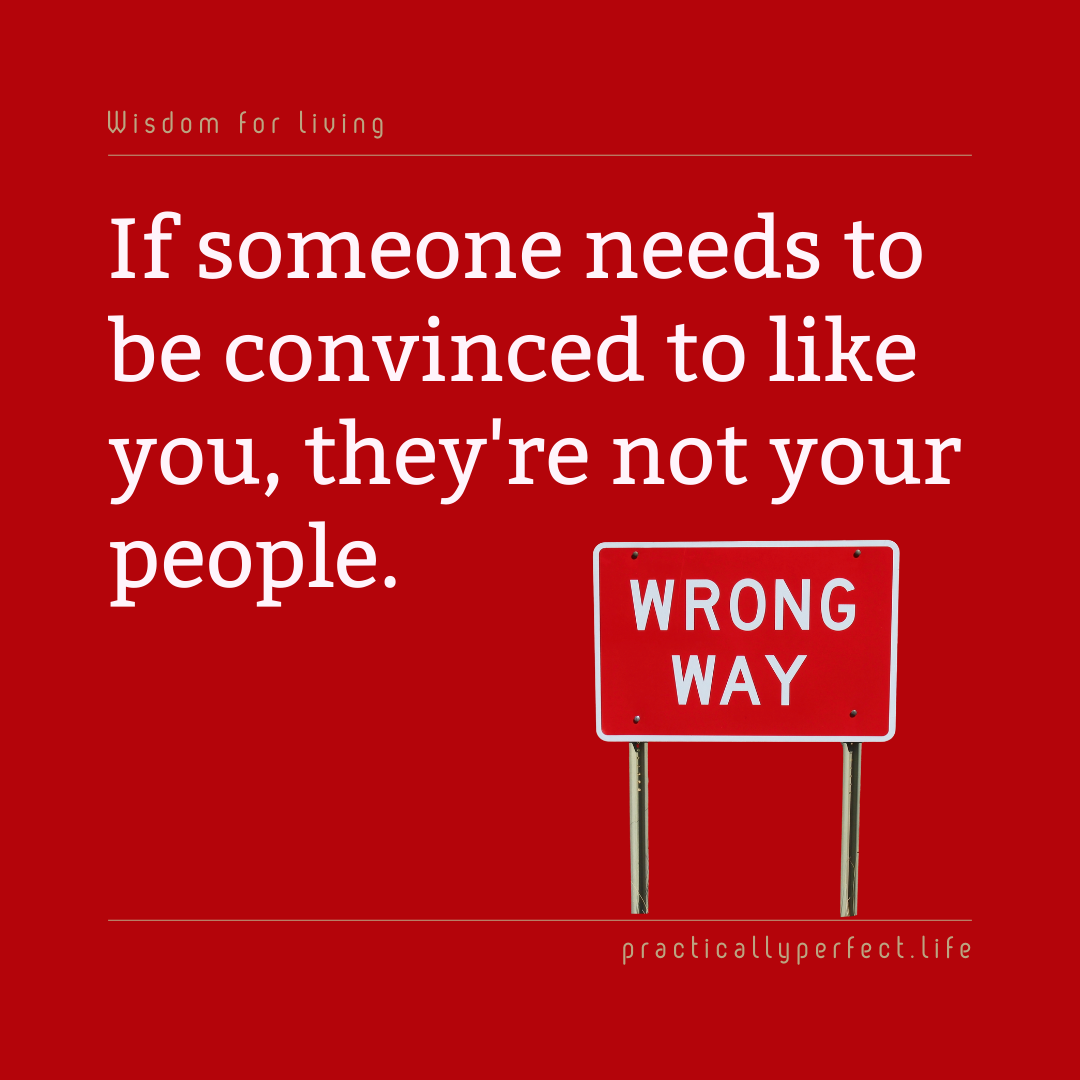 Wisdom for living
If someone needs to
be convinced to like
you, they're not your
people.
WRONG
WAY
practicallyperfect.life